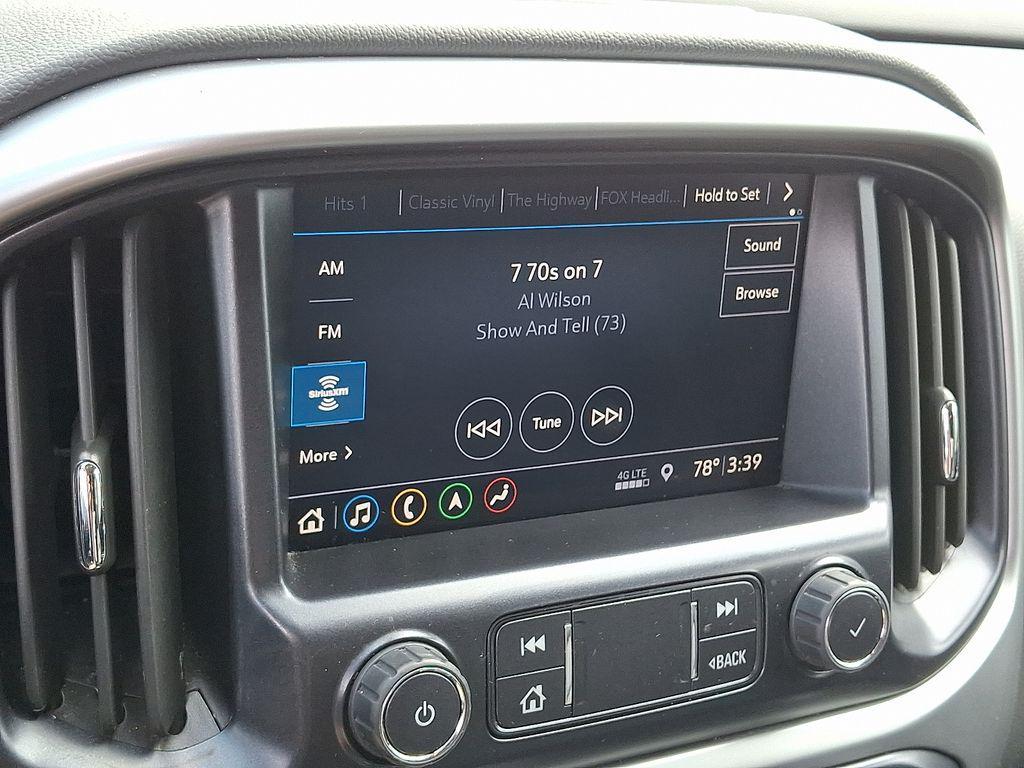 Hits 1
Classic Vinyl
The Highway
FOX Headli...
Hold to Set
AM
FM
SiriusXM
More
7 70s on 7
Al Wilson
Show And Tell (73)
Sound
Browse
Tune
4G LTE
78° 3:39
BACK